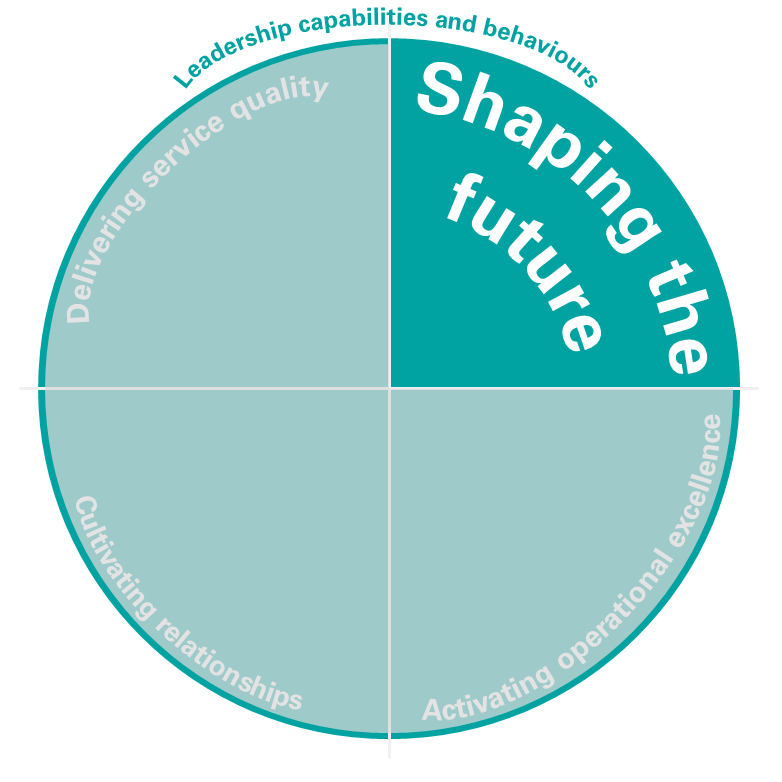 Leadership capabilities and behaviours
Delivering service quality
Shaping the
future
Cultivating relationships
Activating operational excellence